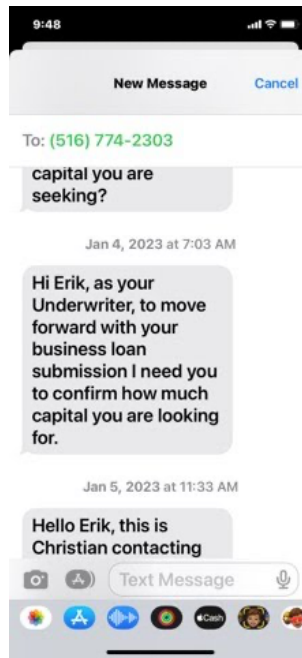 9:48
New Message
Cancel
To: (516) 774-2303
capital you are
seeking?
Jan 4, 2023 at 7:03 AM
Hi Erik, as your
Underwriter, to move
forward with your
business loan
submission I need you
to confirm how much
capital you are looking
for.
Jan 5, 2023 at 11:33 AM
Hello Erik, this is
Christian contacting
Text Message
Cash